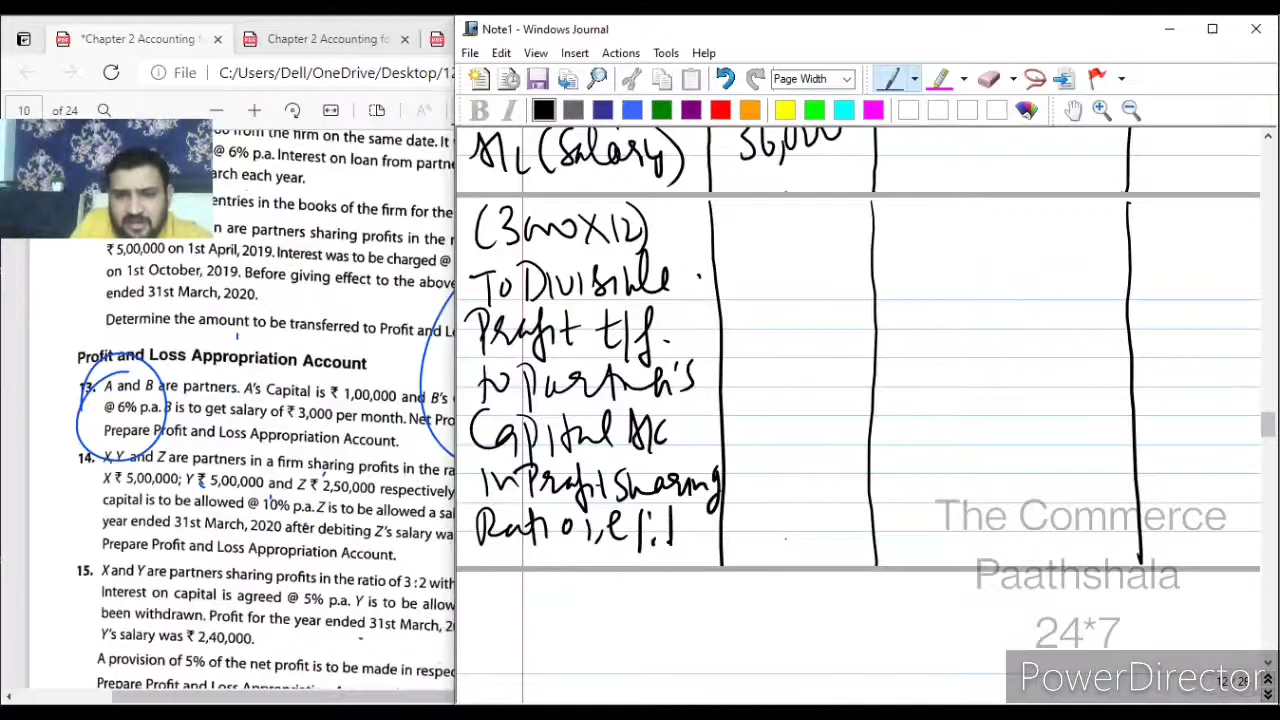 *Chapter 2 Accounting fo
Chapter 2 Accounting fo
File
C:/Users/Dell/OneDrive/Desktop/12
10 of 24
from the firm on the same date. It
@ 6% p.a. Interest on loan from partne
arch each year.
entries in the books of the firm for the
n are partners sharing profits in the r
₹ 5,00,000 on 1st April, 2019. Interest was to be charged @
on 1st October, 2019. Before giving effect to the above
ended 31st March, 2020.
Determine the amount to be transferred to Profit and L
Profit and Loss Appropriation Account
13. A and B are partners. A's Capital is ₹ 1,00,000 and B's
@ 6% p.a. B is to get salary of ₹ 3,000 per month. Net Pro
Prepare Profit and Loss Appropriation Account.
14. X, Y and Z are partners in a firm sharing profits in the ra
X ₹ 5,00,000; Y ₹ 5,00,000 and Z ₹ 2,50,000 respectively
capital is to be allowed @ 10% p.a. Z is to be allowed a sa
year ended 31st March, 2020 after debiting Z's salary wa
Prepare Profit and Loss Appropriation Account.
15. X and Y are partners sharing profits in the ratio of 3 : 2 with
Interest on capital is agreed @ 5% p.a. Y is to be allow
been withdrawn. Profit for the year ended 31st March, 2
Y's salary was ₹ 2,40,000.
A provision of 5% of the net profit is to be made in respec
Prepare Profit and Loss Appropriation Account
Note1 - Windows Journal
File Edit View Insert Actions Tools Help
Page Width
B I
A/c (Salary) 36,000
(3000X12)
To Divisible
Profit t/f.
to Partner's
Capital A/c
in Profit Sharing
Ratio i,e 1:1
The Commerce
Paathshala
24*7
PowerDirector